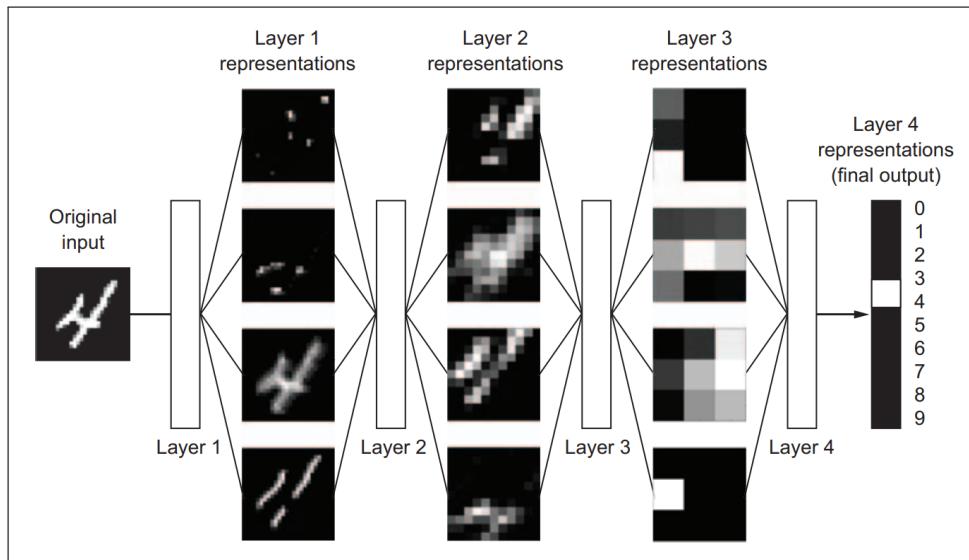 Layer 1
representations
Layer 2
representations
Layer 3
representations
Layer 4
representations
(final output)
Original
input
0
1
2
3
4
5
6
7
8
9
Layer 1
Layer 2
Layer 3
Layer 4